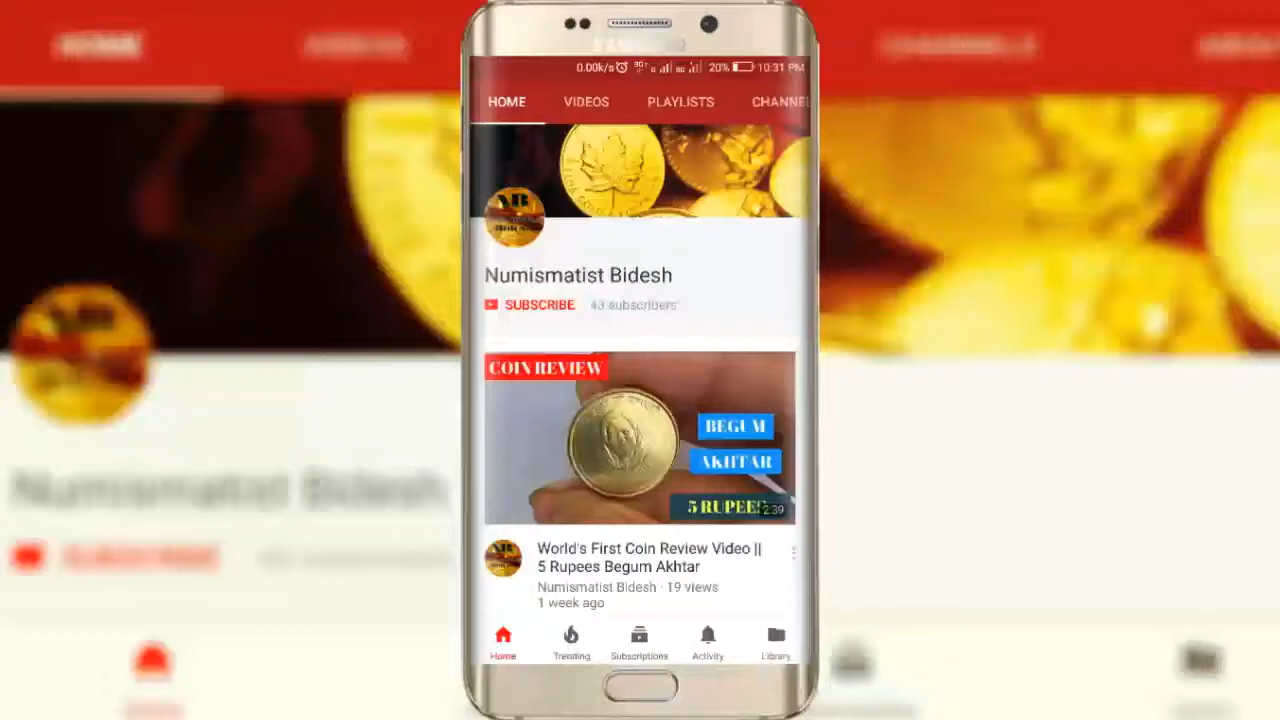 0.00k/s 20% 10:31 PM
HOME VIDEOS PLAYLISTS CHANNEL
Numismatist Bidesh
SUBSCRIBE 43 subscribers
COIN REVIEW
BEGUM
AKHTAR
5 RUPEES
2:39
World's First Coin Review Video ||
5 Rupees Begum Akhtar
Numismatist Bidesh · 19 views
1 week ago
Home Trending Subscriptions Activity Library